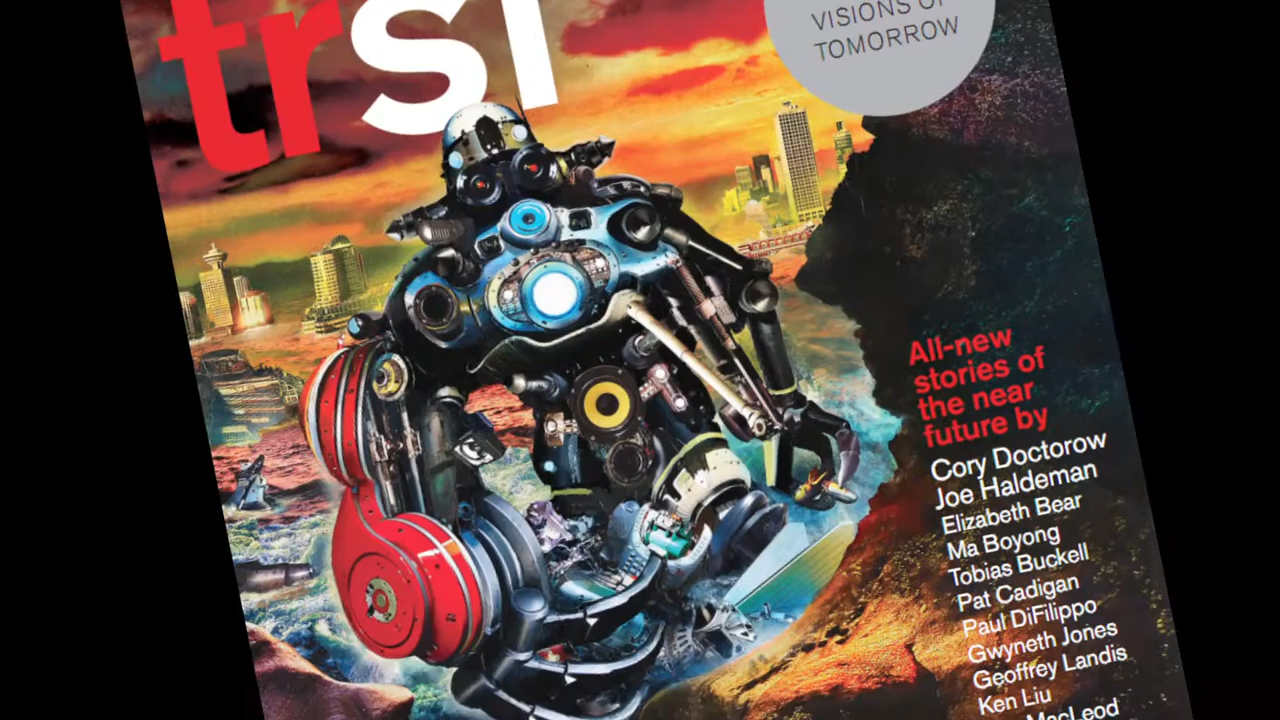 trsf
VISIONS OF
TOMORROW
All-new
stories of
the near
future by
Cory Doctorow
Joe Haldeman
Elizabeth Bear
Ma Boyong
Tobias Buckell
Pat Cadigan
Paul DiFilippo
Gwyneth Jones
Geoffrey Landis
Ken Liu
MacLeod